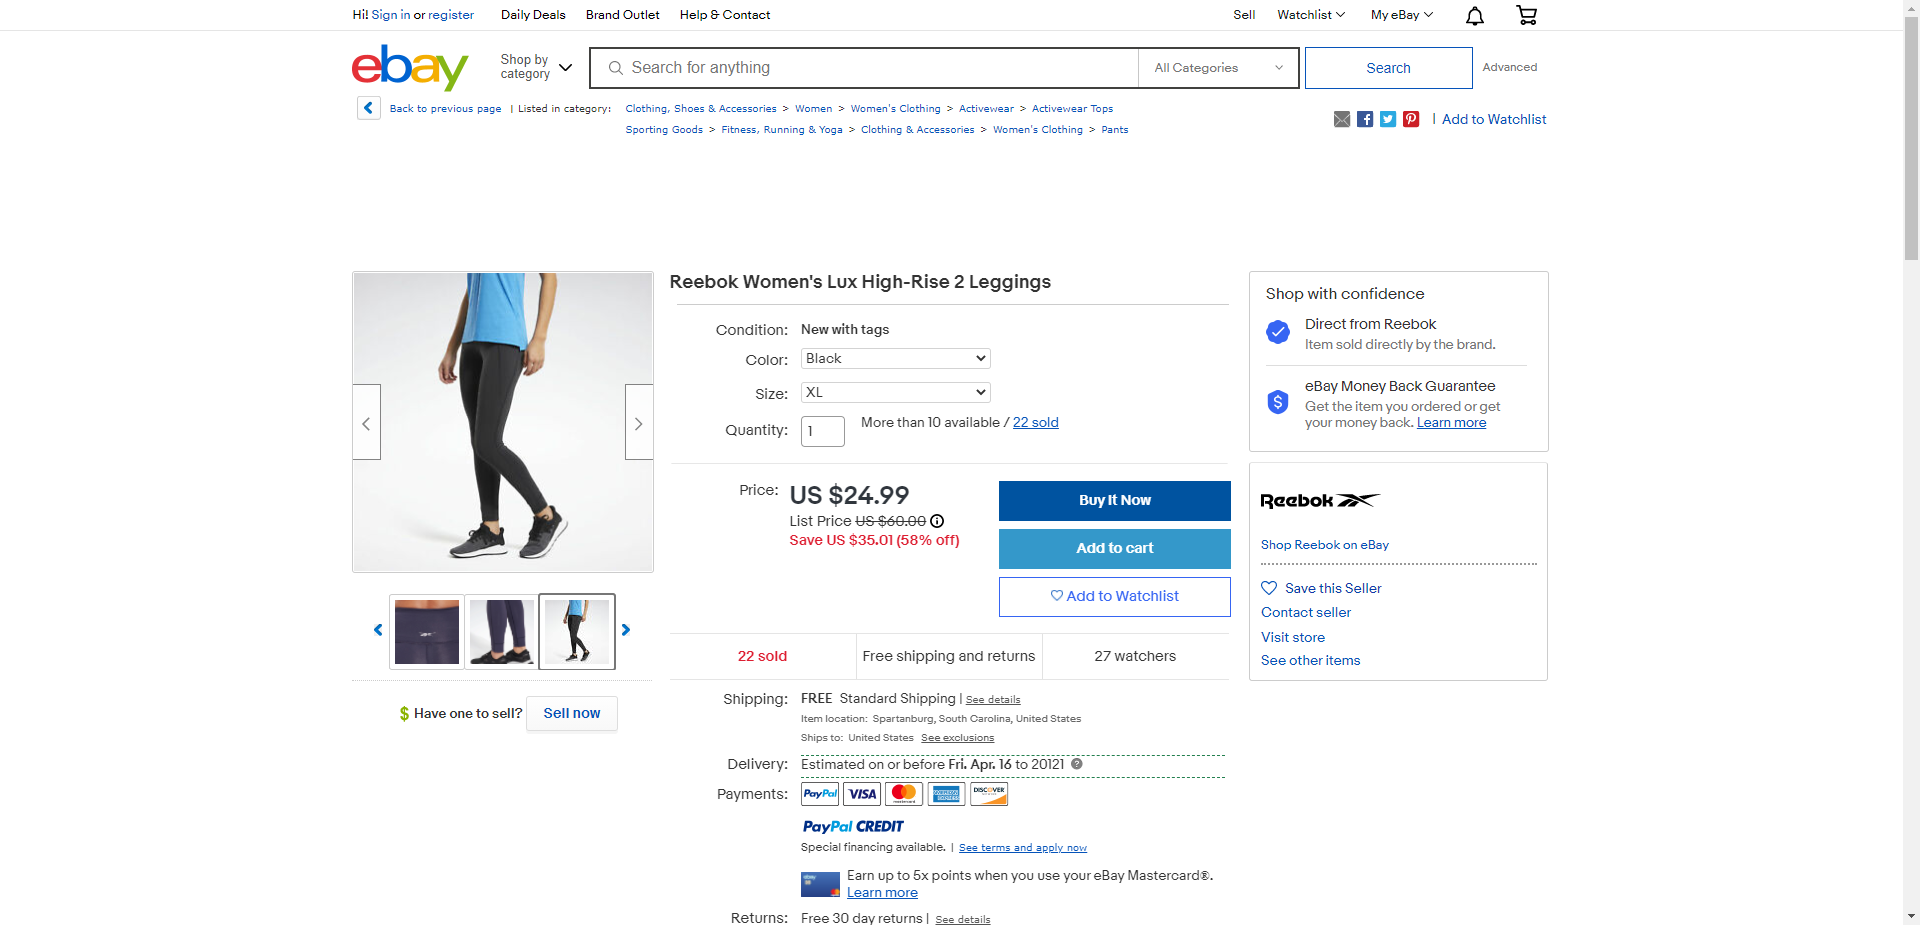 Hi! Sign in or register Daily Deals Brand Outlet Help & Contact Sell Watchlist My eBay
ebay Shop by category Search for anything All Categories Search Advanced
Back to previous page | Listed in category: Clothing, Shoes & Accessories > Women > Women's Clothing > Activewear > Activewear Tops
Sporting Goods > Fitness, Running & Yoga > Clothing & Accessories > Women's Clothing > Pants
| Add to Watchlist
Reebok Women's Lux High-Rise 2 Leggings
Condition: New with tags
Color: Black
Size: XL
Quantity: 1 More than 10 available / 22 sold
Price: US $24.99
List Price US $60.00
Save US $35.01 (58% off)
Buy It Now
Add to cart
Add to Watchlist
22 sold Free shipping and returns 27 watchers
$ Have one to sell? Sell now
Shipping: FREE Standard Shipping | See details
Item location: Spartanburg, South Carolina, United States
Ships to: United States See exclusions
Delivery: Estimated on or before Fri. Apr. 16 to 20121
Payments: PayPal VISA mastercard AMERICAN EXPRESS DISCOVER
PayPal CREDIT
Special financing available. | See terms and apply now
ebay
Earn up to 5x points when you use your eBay Mastercard®.
Learn more
Returns: Free 30 day returns | See details
Shop with confidence
Direct from Reebok
Item sold directly by the brand.
eBay Money Back Guarantee
Get the item you ordered or get
your money back. Learn more
Reebok
Shop Reebok on eBay
Save this Seller
Contact seller
Visit store
See other items